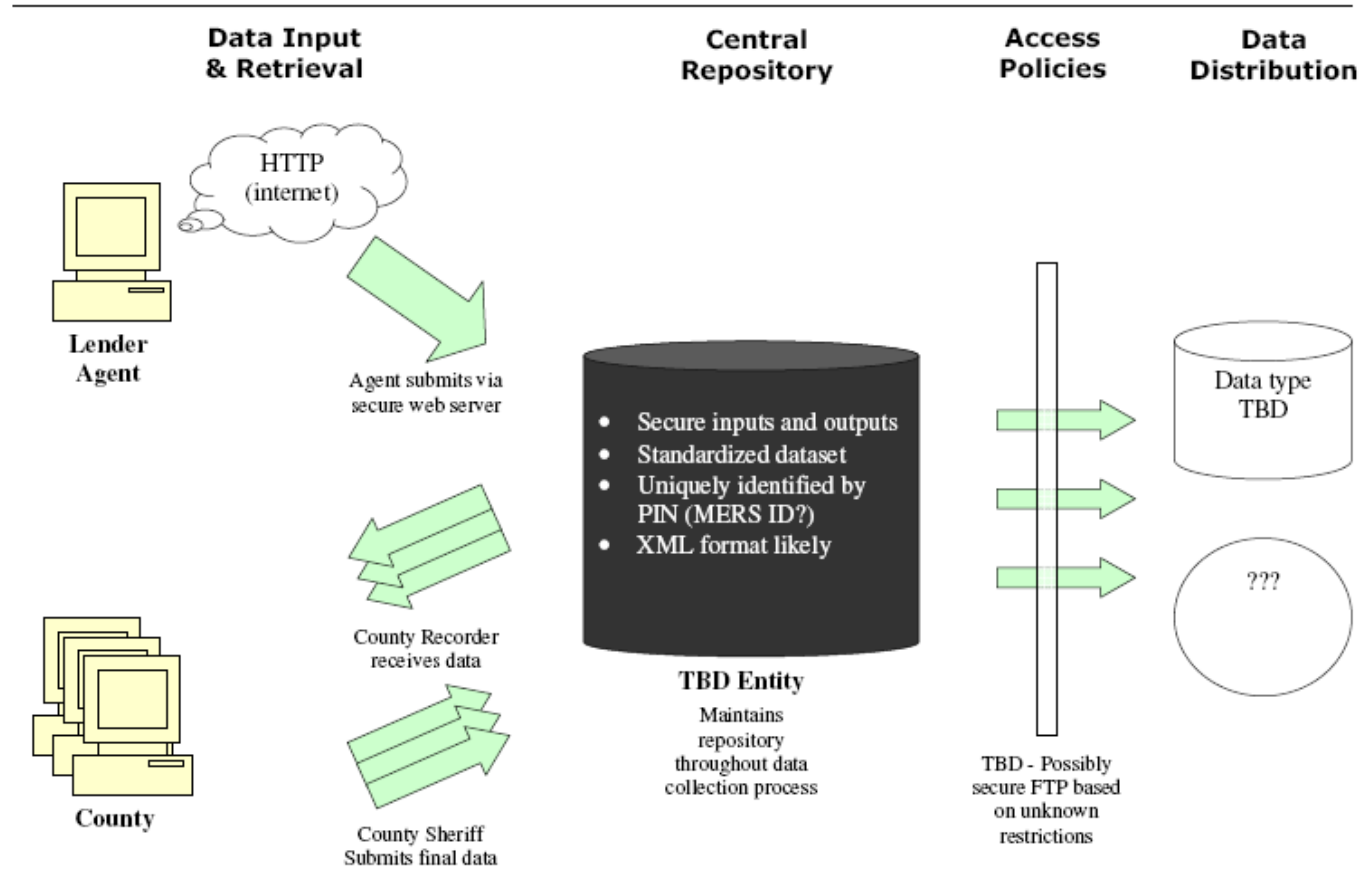 Data Input
& Retrieval
Central
Repository
Access
Policies
Data
Distribution
HTTP
(internet)
Lender
Agent
Agent submits via
secure web server
County Recorder
receives data
County
County Sheriff
Submits final data
• Secure inputs and outputs
• Standardized dataset
• Uniquely identified by
PIN (MERS ID?)
• XML format likely
TBD Entity
Maintains
repository
throughout data
collection process
TBD - Possibly
secure FTP based
on unknown
restrictions
Data type
TBD
???